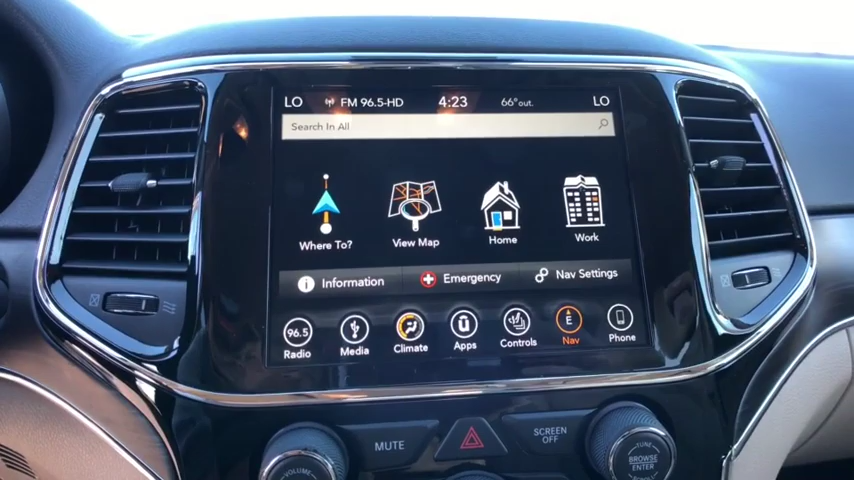 LO FM 96.5-HD 4:23 66°out. LO
Search In All
Where To? View Map Home Work
i Information Emergency Nav Settings
96.5 E
Radio Media Climate Apps Controls Nav Phone
MUTE SCREEN OFF
VOLUME
TUNE
BROWSE
ENTER
SCROLL